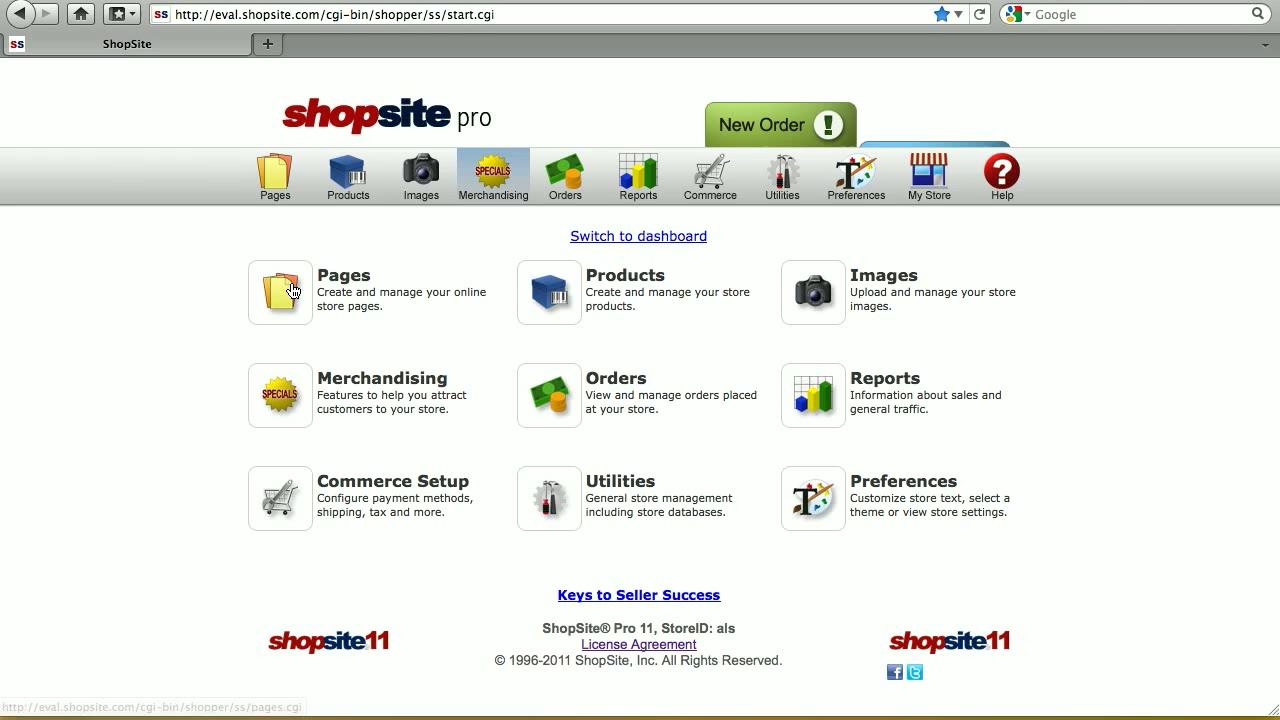 http://eval.shopsite.com/cgi-bin/shopper/ss/start.cgi
Google
ss ShopSite
shopsite pro
New Order !
Pages Products Images Merchandising Orders Reports Commerce Utilities Preferences My Store Help
SPECIALS
Switch to dashboard
Pages
Create and manage your online
store pages.
Products
Create and manage your store
products.
Images
Upload and manage your store
images.
SPECIALS
Merchandising
Features to help you attract
customers to your store.
Orders
View and manage orders placed
at your store.
Reports
Information about sales and
general traffic.
Commerce Setup
Configure payment methods,
shipping, tax and more.
Utilities
General store management
including store databases.
Preferences
Customize store text, select a
theme or view store settings.
Keys to Seller Success
shopsite11
ShopSite® Pro 11, StoreID: als
License Agreement
© 1996-2011 ShopSite, Inc. All Rights Reserved.
shopsite11
http://eval.shopsite.com/cgi-bin/shopper/ss/pages.cgi